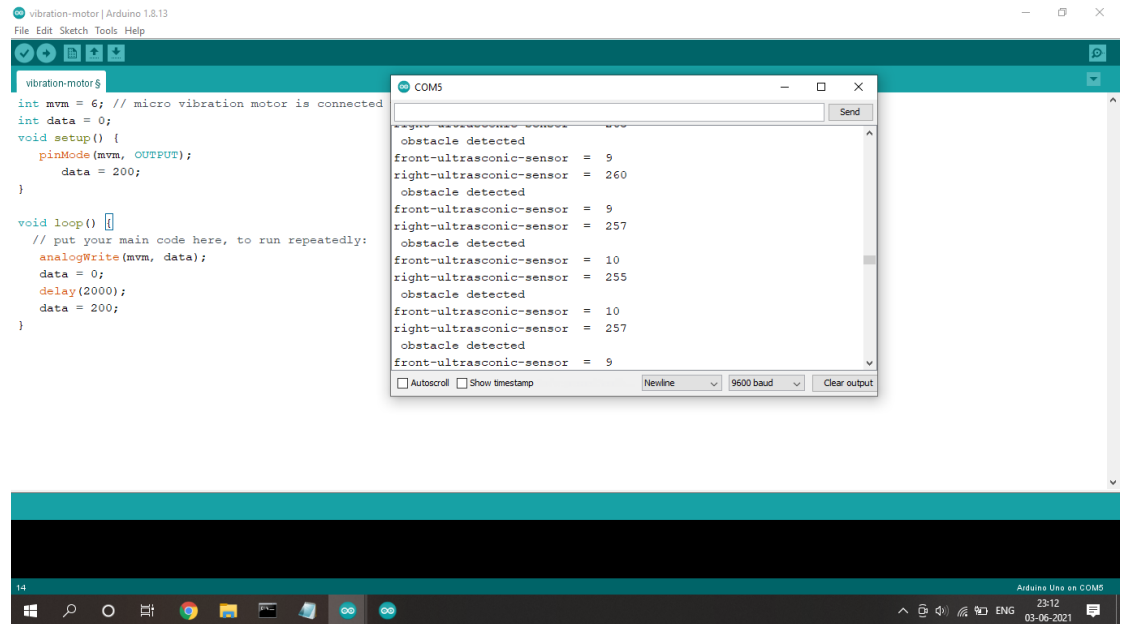 vibration-motor | Arduino 1.8.13
File Edit Sketch Tools Help
vibration-motor §
int mvm = 6; // micro vibration motor is connected
int data = 0;
void setup() {
pinMode(mvm, OUTPUT);
data = 200;
}
void loop() {
// put your main code here, to run repeatedly:
analogWrite(mvm, data);
data = 0;
delay(2000);
data = 200;
}
COM5
Send
obstacle detected
front-ultrasconic-sensor = 9
right-ultrasconic-sensor = 260
obstacle detected
front-ultrasconic-sensor = 9
right-ultrasconic-sensor = 257
obstacle detected
front-ultrasconic-sensor = 10
right-ultrasconic-sensor = 255
obstacle detected
front-ultrasconic-sensor = 10
right-ultrasconic-sensor = 257
obstacle detected
front-ultrasconic-sensor = 9
Autoscroll Show timestamp Newline 9600 baud Clear output
14 Arduino Uno on COM5
ENG 23:12
03-06-2021